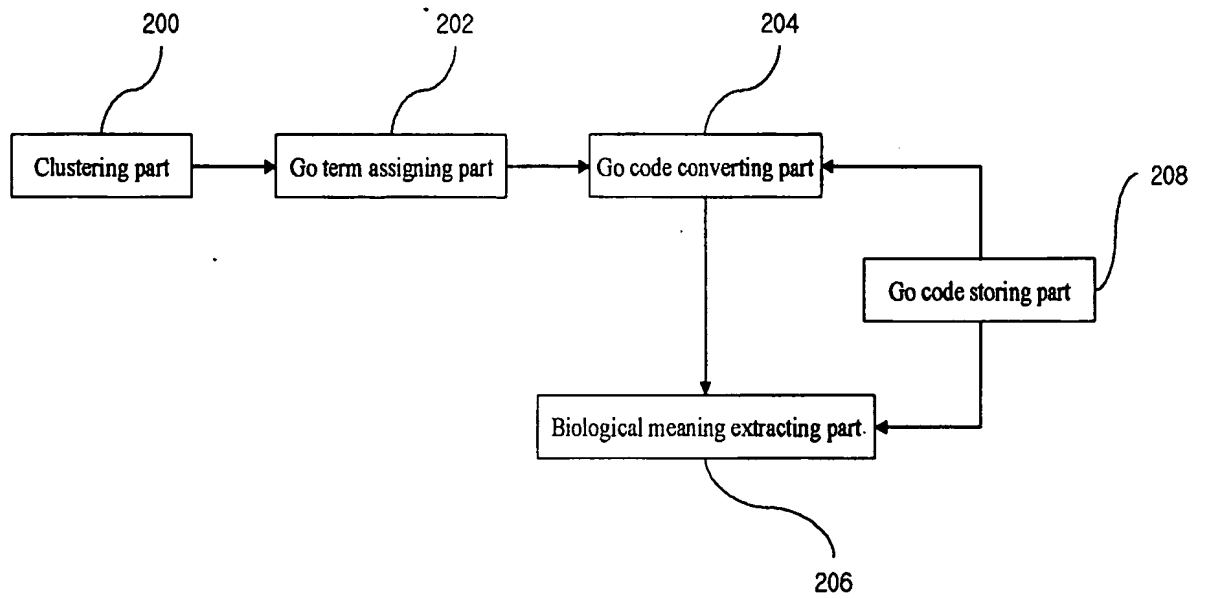 200
202
204
Clustering part
Go term assigning part
Go code converting part
208
Go code storing part
Biological meaning extracting part.
206